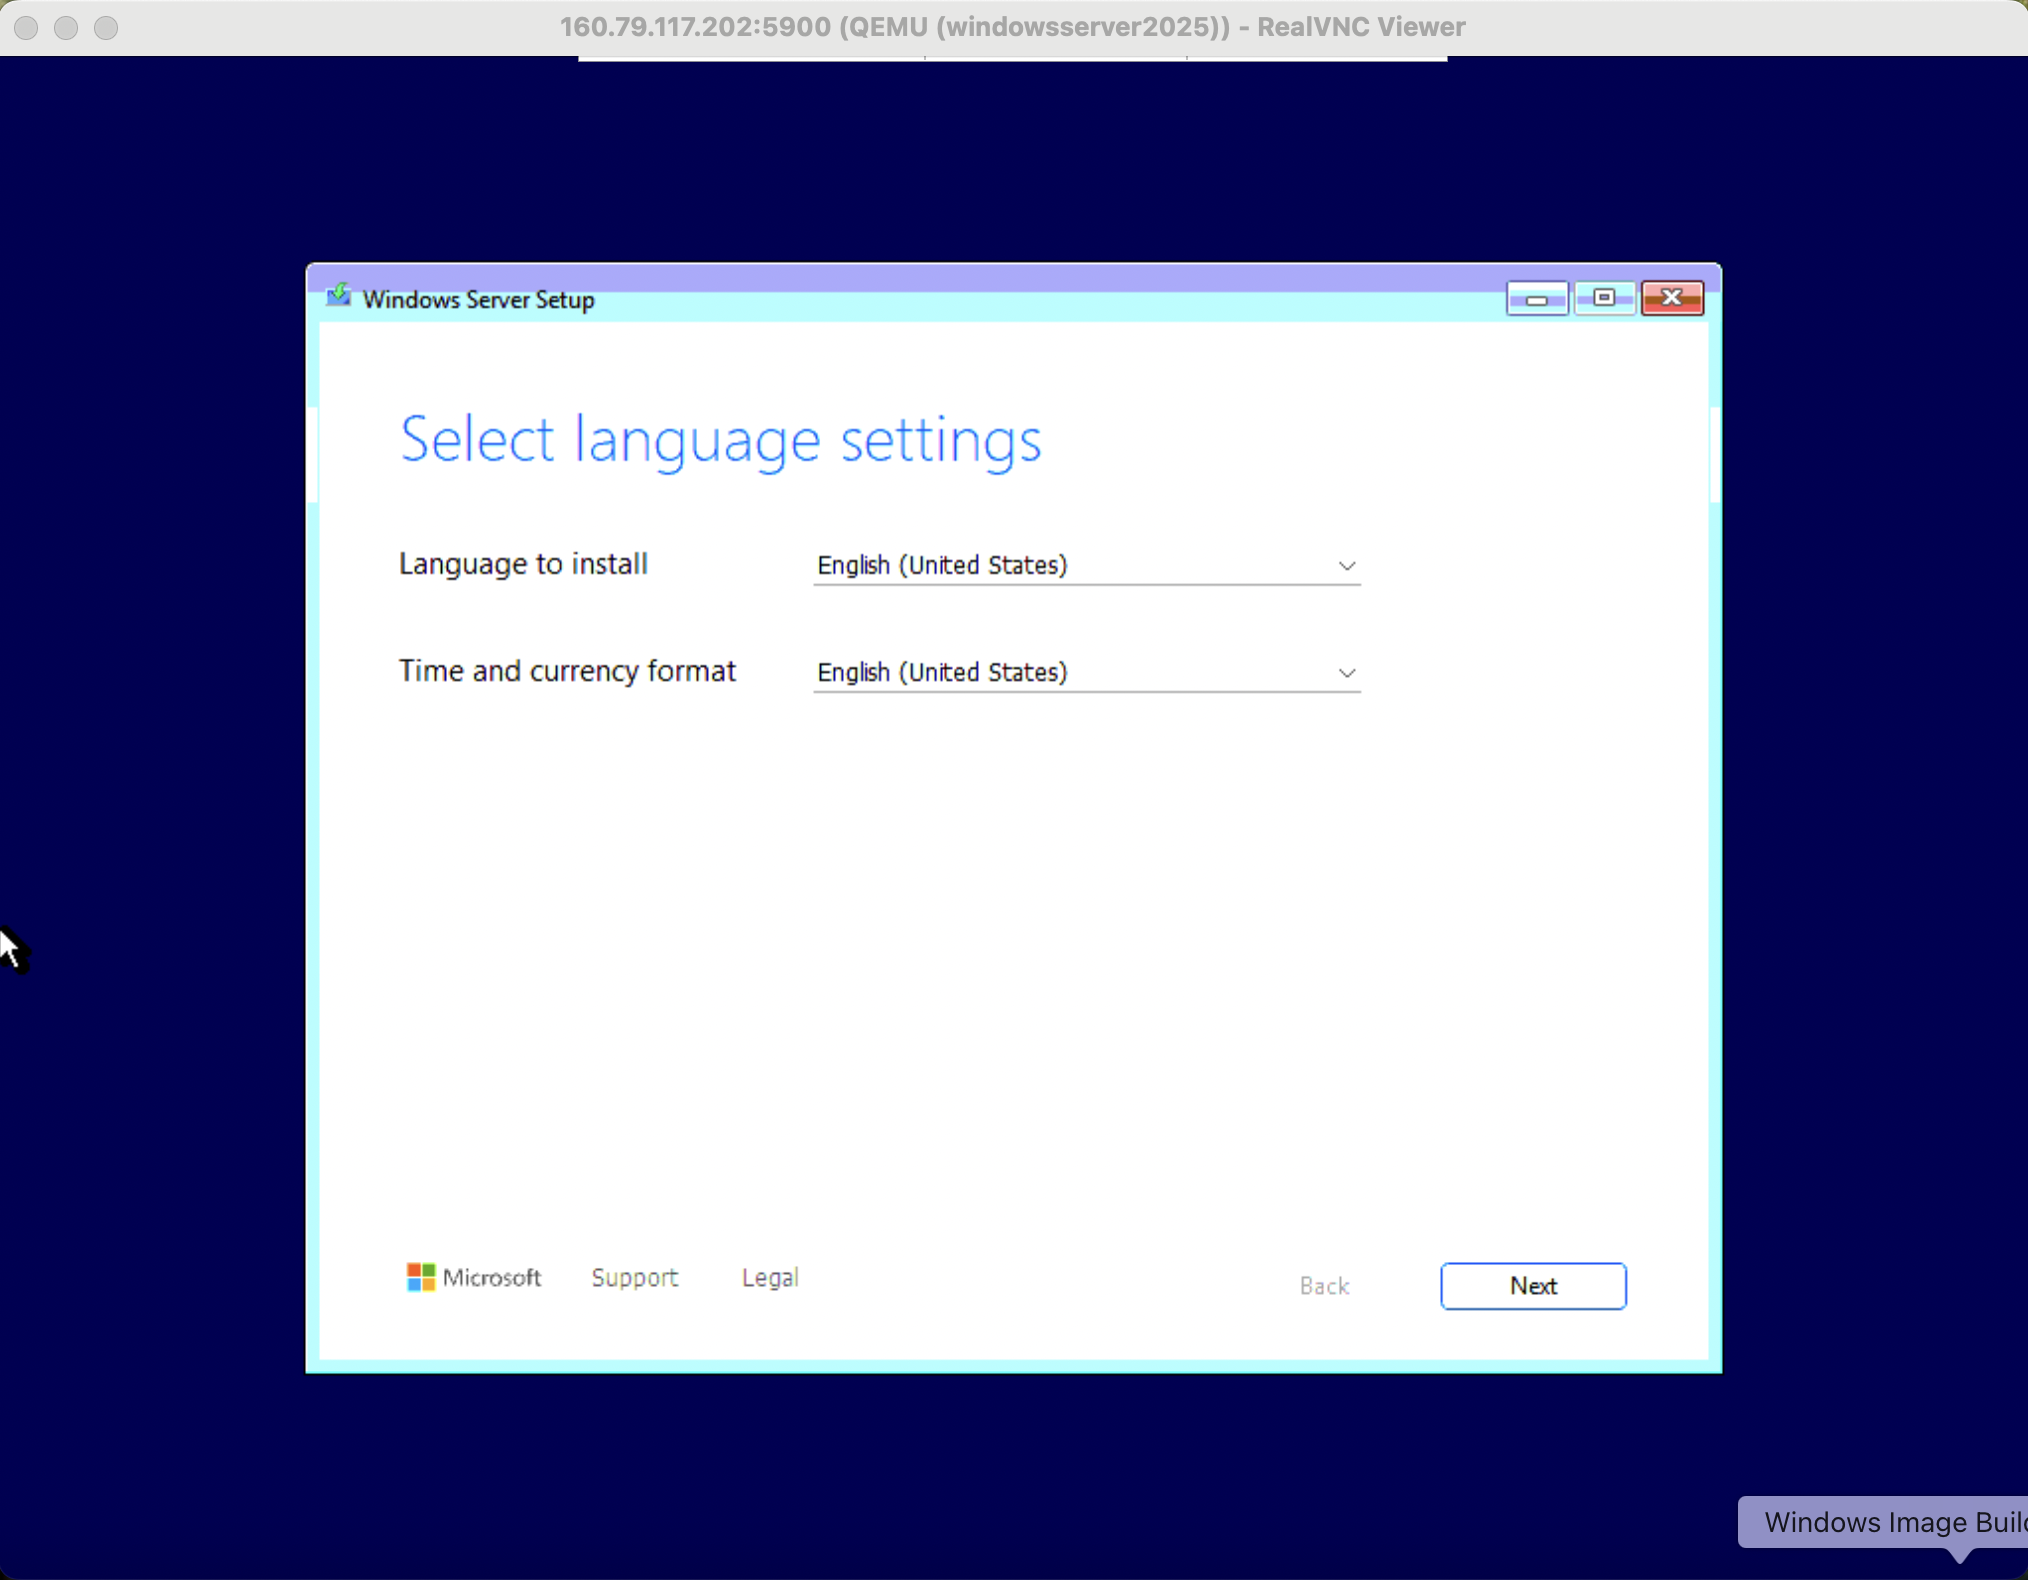 160.79.117.202:5900 (QEMU (windowsserver2025)) - RealVNC Viewer
Windows Server Setup
Select language settings
Language to install English (United States)
Time and currency format English (United States)
Microsoft Support Legal Back Next
Windows Image Buil